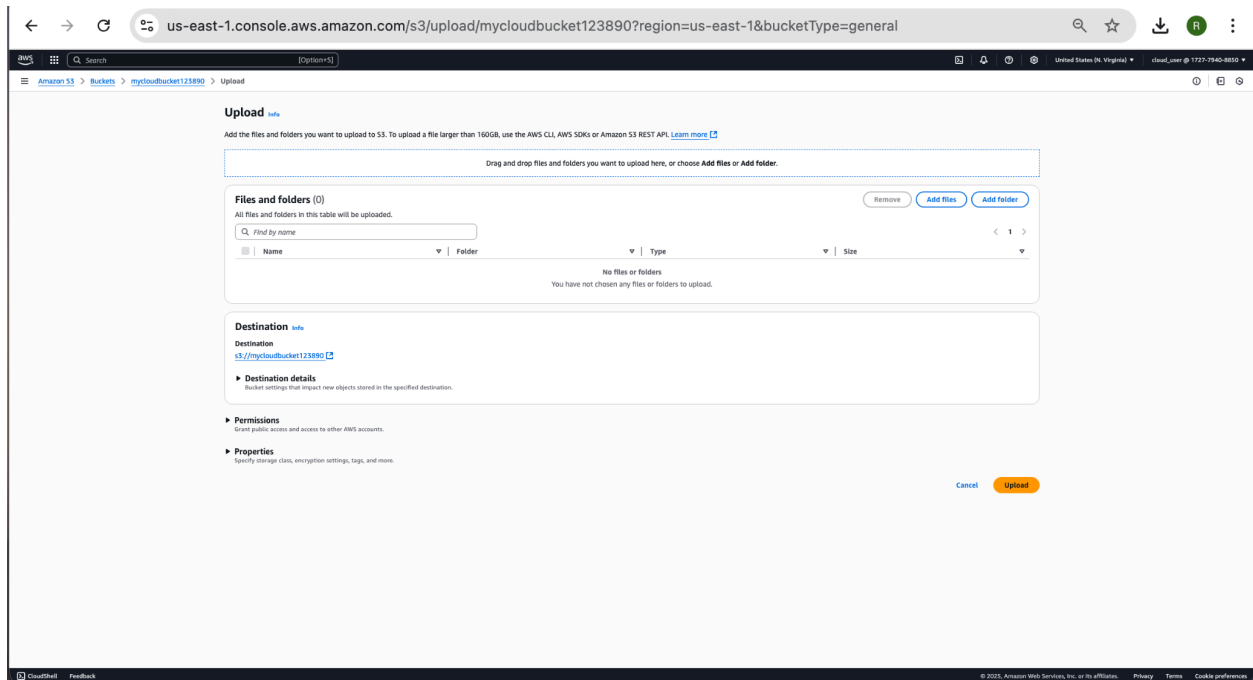 us-east-1.console.aws.amazon.com/s3/upload/mycloudbucket123890?region=us-east-1&bucketType=general
R
aws Search [Option+S] United States (N. Virginia) cloud_user @ 1727-7940-8850
Amazon S3 > Buckets > mycloudbucket123890 > Upload
Upload Info
Add the files and folders you want to upload to S3. To upload a file larger than 160GB, use the AWS CLI, AWS SDKs or Amazon S3 REST API. Learn more
Drag and drop files and folders you want to upload here, or choose Add files or Add folder.
Files and folders (0) Remove Add files Add folder
All files and folders in this table will be uploaded.
Find by name 1
Name Folder Type Size
No files or folders
You have not chosen any files or folders to upload.
Destination Info
Destination
s3://mycloudbucket123890
Destination details
Bucket settings that impact new objects stored in the specified destination.
Permissions
Grant public access and access to other AWS accounts.
Properties
Specify storage class, encryption settings, tags, and more.
Cancel Upload
CloudShell Feedback © 2025, Amazon Web Services, Inc. or its affiliates. Privacy Terms Cookie preferences